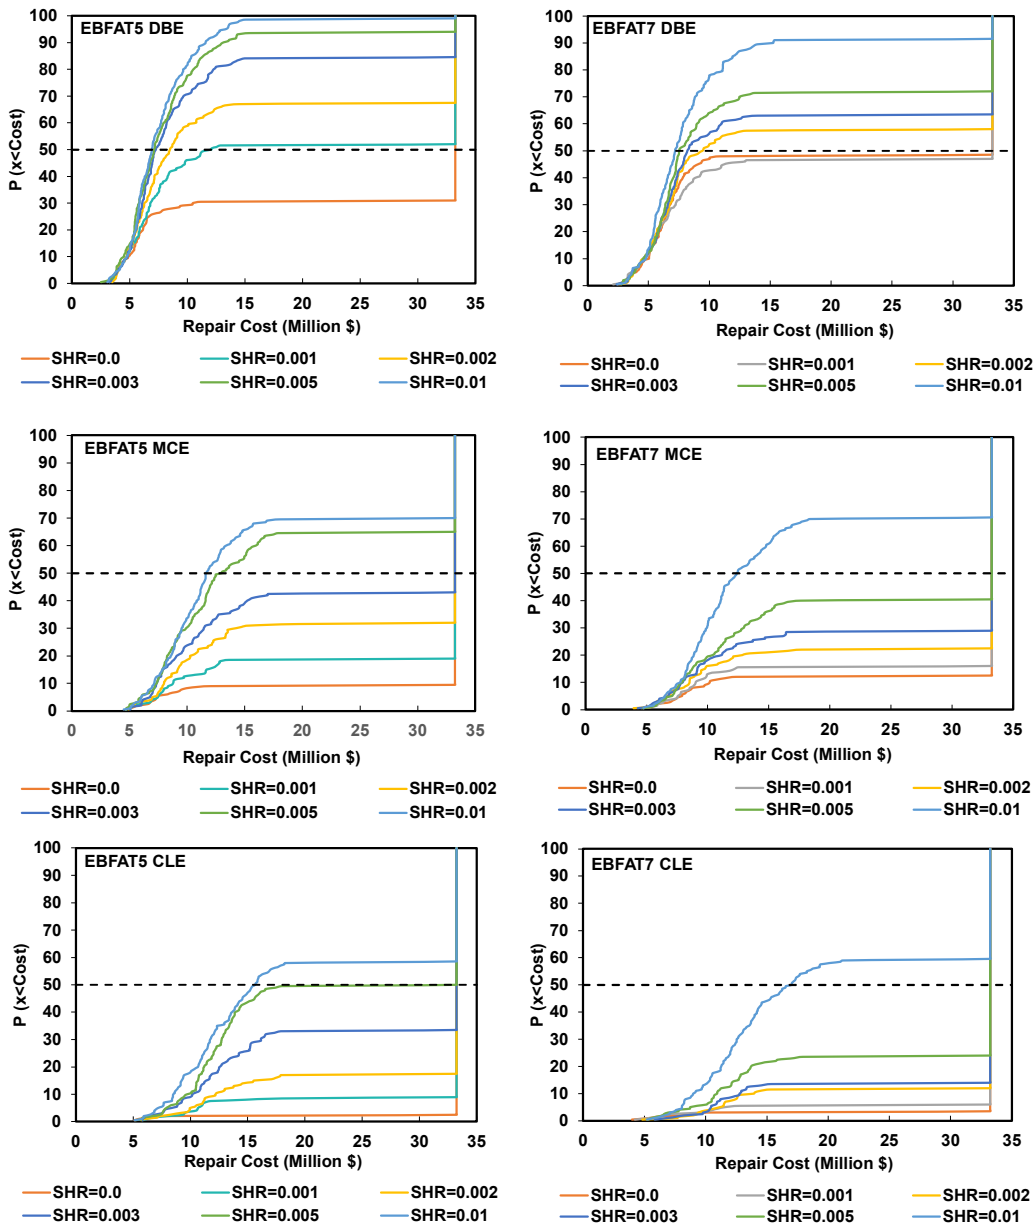 EBFAT5 DBE
P (x<Cost)
100
90
80
70
60
50
40
30
20
10
0
0 5 10 15 20 25 30 35
Repair Cost (Million $)
SHR=0.0 SHR=0.001 SHR=0.002
SHR=0.003 SHR=0.005 SHR=0.01
EBFAT7 DBE
P (x<Cost)
100
90
80
70
60
50
40
30
20
10
0
0 5 10 15 20 25 30 35
Repair Cost (Million $)
SHR=0.0 SHR=0.001 SHR=0.002
SHR=0.003 SHR=0.005 SHR=0.01
EBFAT5 MCE
P (x<Cost)
100
90
80
70
60
50
40
30
20
10
0
0 5 10 15 20 25 30 35
Repair Cost (Million $)
SHR=0.0 SHR=0.001 SHR=0.002
SHR=0.003 SHR=0.005 SHR=0.01
EBFAT7 MCE
P (x<Cost)
100
90
80
70
60
50
40
30
20
10
0
0 5 10 15 20 25 30 35
Repair Cost (Million $)
SHR=0.0 SHR=0.001 SHR=0.002
SHR=0.003 SHR=0.005 SHR=0.01
EBFAT5 CLE
P (x<Cost)
100
90
80
70
60
50
40
30
20
10
0
0 5 10 15 20 25 30 35
Repair Cost (Million $)
SHR=0.0 SHR=0.001 SHR=0.002
SHR=0.003 SHR=0.005 SHR=0.01
EBFAT7 CLE
P (x<Cost)
100
90
80
70
60
50
40
30
20
10
0
0 5 10 15 20 25 30 35
Repair Cost (Million $)
SHR=0.0 SHR=0.001 SHR=0.002
SHR=0.003 SHR=0.005 SHR=0.01